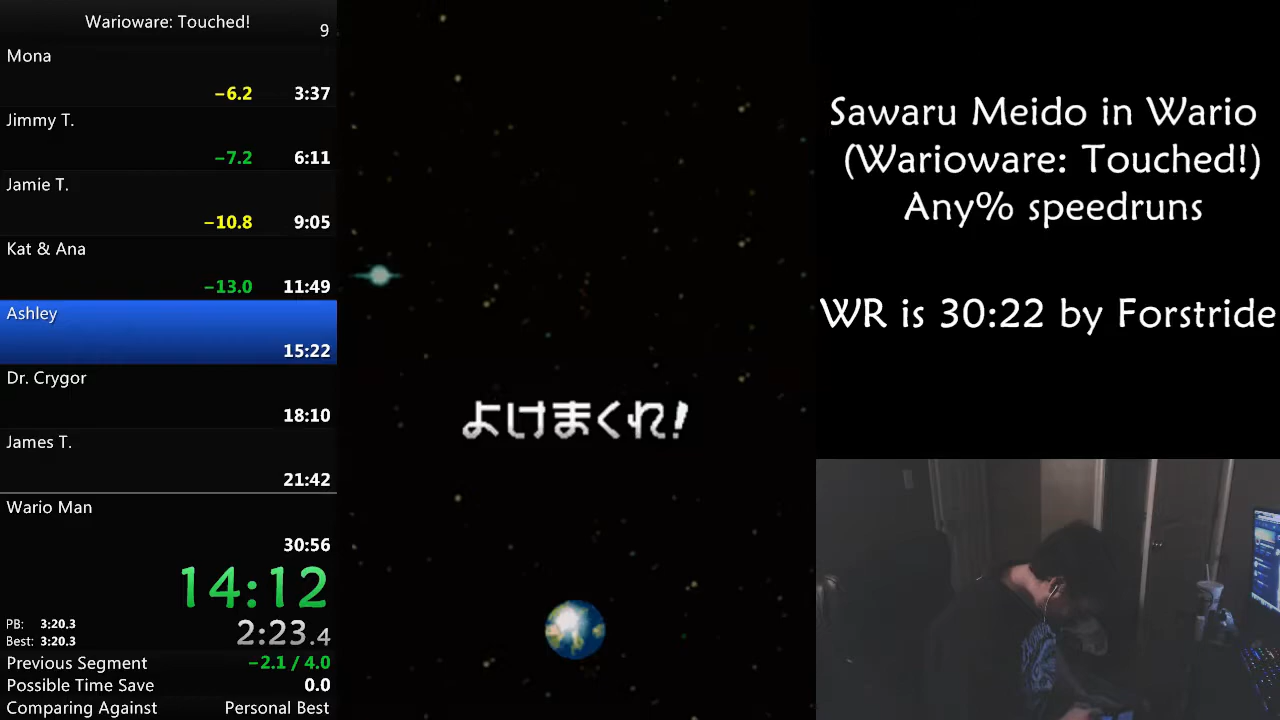 Warioware: Touched!
9
Mona
−6.2 3:37
Jimmy T.
−7.2 6:11
Jamie T.
−10.8 9:05
Kat & Ana
−13.0 11:49
Ashley
15:22
Dr. Crygor
18:10
James T.
21:42
Wario Man
30:56
14:12
PB: 3:20.3
Best: 3:20.3
2:23.4
Previous Segment −2.1 / 4.0
Possible Time Save 0.0
Comparing Against Personal Best
よけまくれ!
Sawaru Meido in Wario
(Warioware: Touched!)
Any% speedruns
WR is 30:22 by Forstride